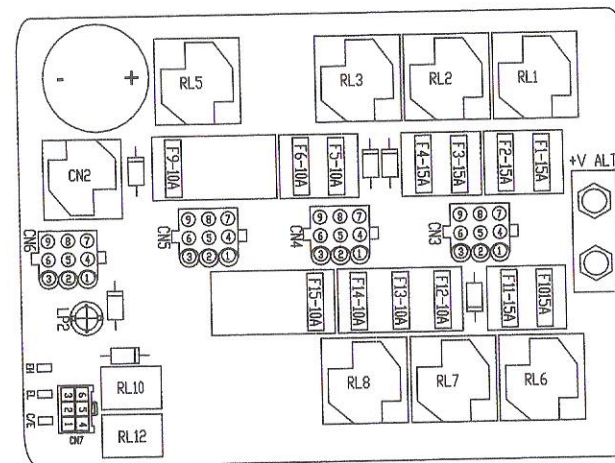 - +
RL5
RL3
RL2
RL1
CN2
F9-10A
F6-10A
F5-10A
F4-15A
F3-15A
F2-15A
F1-15A
+V ALT
CN6
9 8 7
6 5 4
3 2 1
CN5
9 8 7
6 5 4
3 2 1
CN4
9 8 7
6 5 4
3 2 1
CN3
9 8 7
6 5 4
3 2 1
LP2
F15-10A
F14-10A
F13-10A
F12-10A
F11-15A
F1015A
EH
EL
C/E
3 6
2 5
1 4
CN7
RL10
RL12
RL8
RL7
RL6